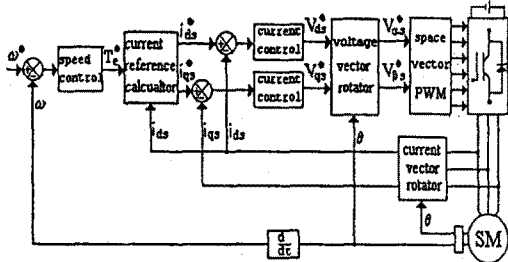 ω*
speed
control
Te*
current
reference
calcualtor
ids*
iqs*
current
control
current
control
Vds*
Vqs*
voltage
vector
rotator
Vαs*
Vβs*
space
vector
PWM
ω
ids
iqs
ids
θ
current
vector
rotator
θ
d
dt
SM